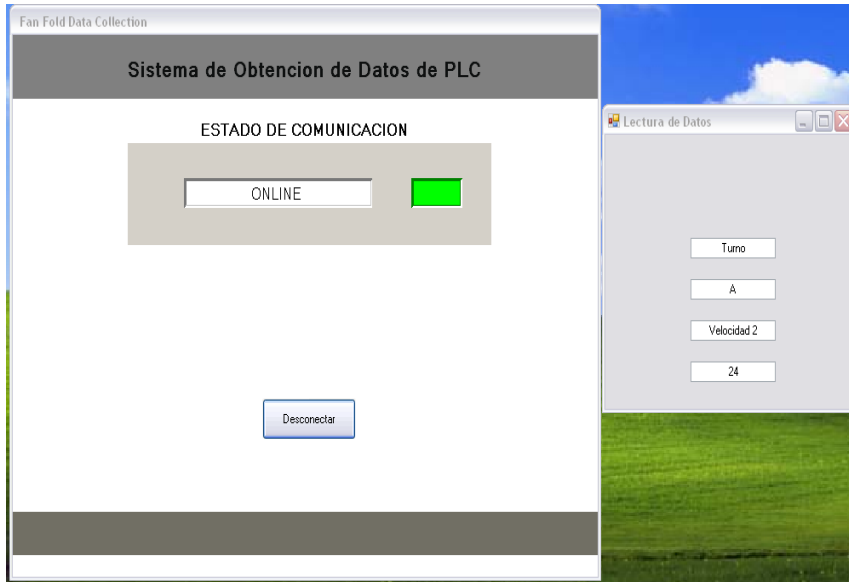 Fan Fold Data Collection
Sistema de Obtencion de Datos de PLC
ESTADO DE COMUNICACION
ONLINE
Desconectar
Lectura de Datos
Turno
A
Velocidad 2
24